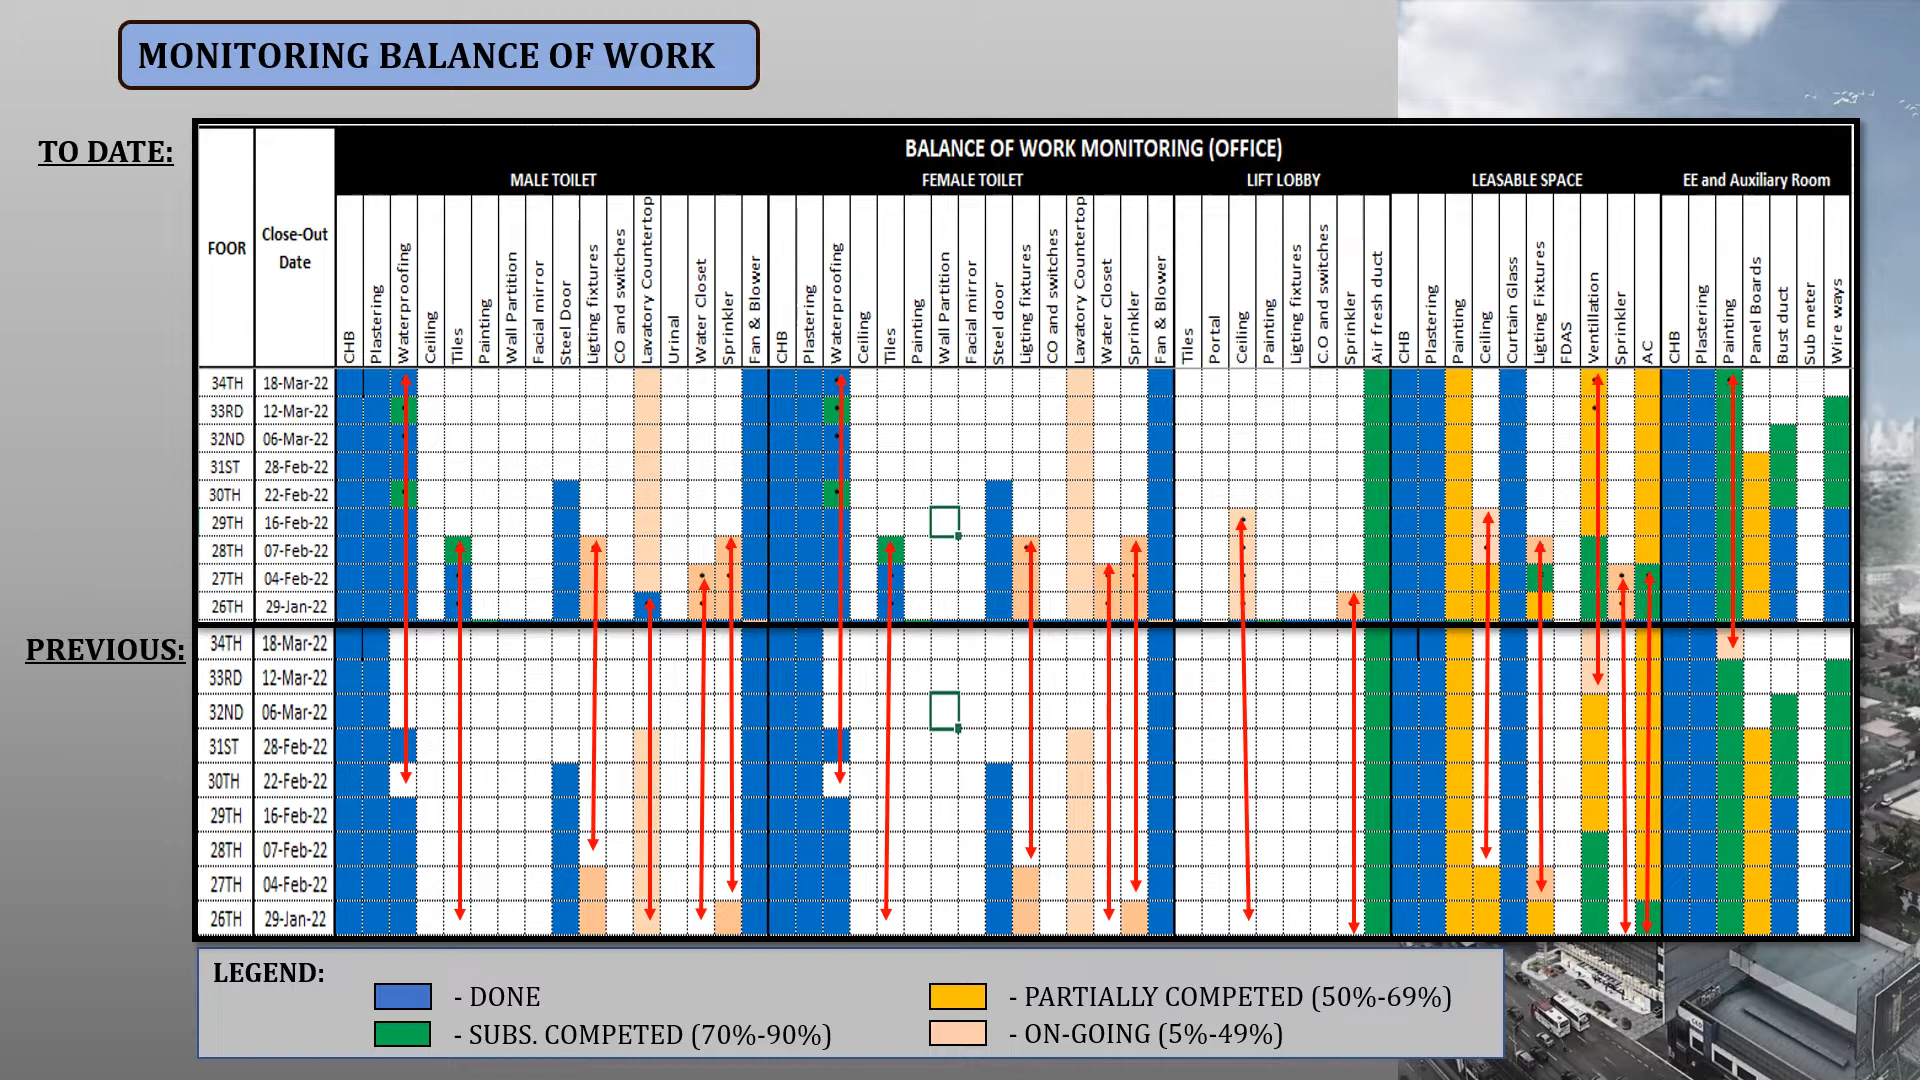 MONITORING BALANCE OF WORK
TO DATE:
BALANCE OF WORK MONITORING (OFFICE)
FOOR
Close-Out Date
MALE TOILET
FEMALE TOILET
LIFT LOBBY
LEASABLE SPACE
EE and Auxiliary Room
CHB
Plastering
Waterproofing
Ceiling
Tiles
Painting
Wall Partition
Facial mirror
Steel Door
Ligting fixtures
CO and switches
Lavatory Countertop
Urinal
Water Closet
Sprinkler
Fan & Blower
CHB
Plastering
Waterproofing
Ceiling
Tiles
Painting
Wall Partition
Facial mirror
Steel door
Ligting fixtures
CO and switches
Lavatory Countertop
Water Closet
Sprinkler
Fan & Blower
Tiles
Portal
Ceiling
Painting
Ligting fixtures
C.O and switches
Sprinkler
Air fresh duct
CHB
Plastering
Painting
Ceiling
Curtain Glass
Ligting Fixtures
FDAS
Ventillation
Sprinkler
AC
CHB
Plastering
Painting
Panel Boards
Bust duct
Sub meter
Wire ways
34TH 18-Mar-22
33RD 12-Mar-22
32ND 06-Mar-22
31ST 28-Feb-22
30TH 22-Feb-22
29TH 16-Feb-22
28TH 07-Feb-22
27TH 04-Feb-22
26TH 29-Jan-22
PREVIOUS:
34TH 18-Mar-22
33RD 12-Mar-22
32ND 06-Mar-22
31ST 28-Feb-22
30TH 22-Feb-22
29TH 16-Feb-22
28TH 07-Feb-22
27TH 04-Feb-22
26TH 29-Jan-22
LEGEND:
- DONE
- SUBS. COMPETED (70%-90%)
- PARTIALLY COMPETED (50%-69%)
- ON-GOING (5%-49%)